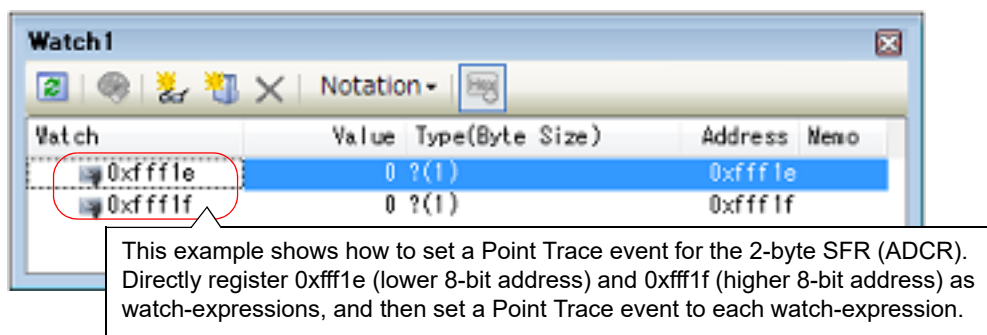 Watch1
Notation
Hex
Watch Value Type(Byte Size) Address Memo
0xfff1e 0 ?(1) 0xfff1e
0xfff1f 0 ?(1) 0xfff1f
This example shows how to set a Point Trace event for the 2-byte SFR (ADCR).
Directly register 0xfff1e (lower 8-bit address) and 0xfff1f (higher 8-bit address) as
watch-expressions, and then set a Point Trace event to each watch-expression.